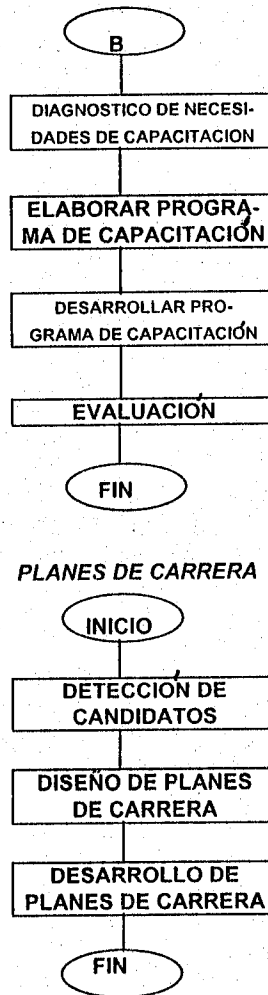 B
DIAGNOSTICO DE NECESI-
DADES DE CAPACITACION
ELABORAR PROGRA-
MA DE CAPACITACIÓN
DESARROLLAR PRO-
GRAMA DE CAPACITACIÓN
EVALUACIÓN
FIN
PLANES DE CARRERA
INICIO
DETECCIÓN DE
CANDIDATOS
DISEÑO DE PLANES
DE CARRERA
DESARROLLO DE
PLANES DE CARRERA
FIN